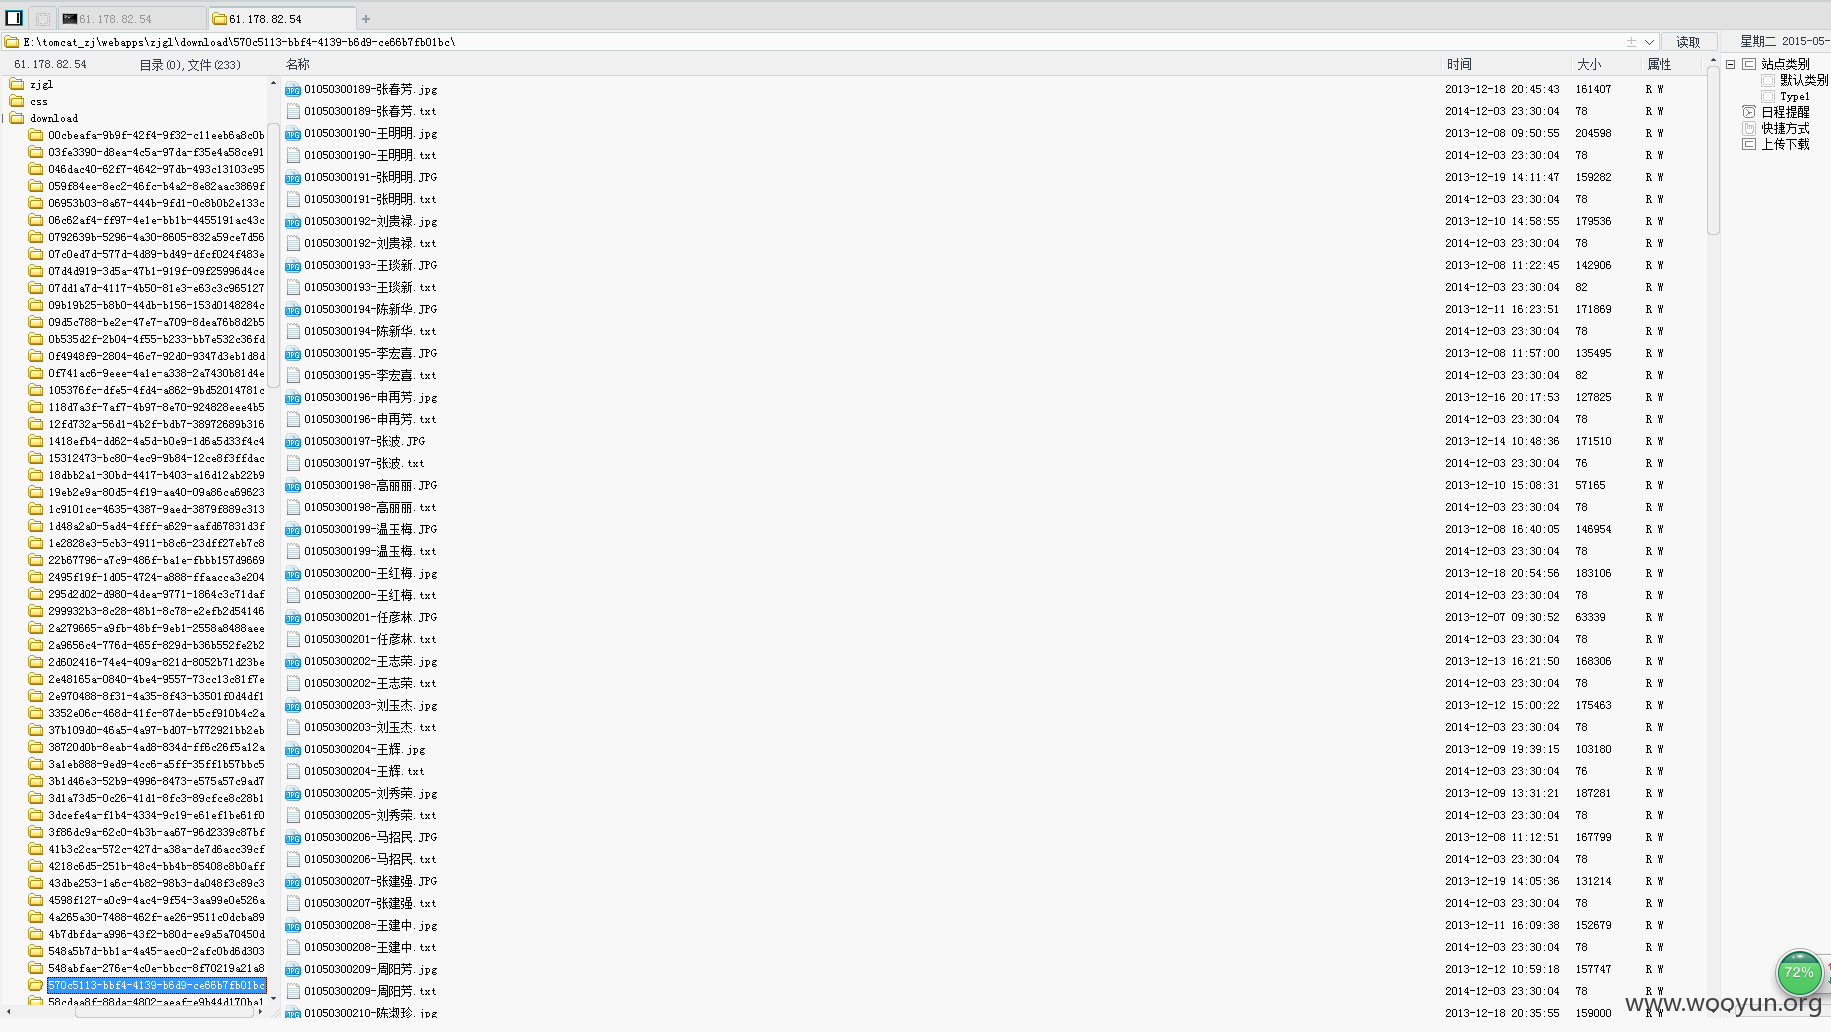 61.178.82.54
61.178.82.54
E:\tomcat_zj\webapps\zjgl\download\570c5113-bbf4-4139-b6d9-ce66b7fb01bc\
读取
星期二 2015-05-
61.178.82.54 目录(0),文件(233)
名称 时间 大小 属性
zjgl
css
download
00cbeafa-9b9f-42f4-9f32-c11eeb6a8c0b
03fe3390-d8ea-4c5a-97da-f35e4a58ce91
046dac40-62f7-4642-97db-493c13103c95
059f84ee-8ec2-46fc-b4a2-8e82aac3869f
06953b03-8a67-444b-9fd1-0c8b0b2e133c
06c62af4-ff97-4e1e-bb1b-4455191ac43c
0792639b-5296-4a30-8605-832a59ce7d56
07c0ed7d-577d-4d89-bd49-dfcf024f483e
07d4d919-3d5a-47b1-919f-09f25996d4ce
07dd1a7d-4117-4b50-81e3-e63c3c965127
09b19b25-b8b0-44db-b156-153d0148284c
09d5c788-be2e-47e7-a709-8dea76b8d2b5
0b535d2f-2b04-4f55-b233-bb7e532c36fd
0f4948f9-2804-46c7-92d0-9347d3eb1d8d
0f741ac6-9eee-4a1e-a338-2a7430b81d4e
105376fc-dfe5-4fd4-a862-9bd52014781c
118d7a3f-7af7-4b97-8e70-924828eee4b5
12fd732a-56d1-4b2f-bdb7-38972689b316
1418efb4-dd62-4a5d-b0e9-1d6a5d33f4c4
15312473-bc80-4ec9-9b84-12ce8f3ffdac
18dbb2a1-30bd-4417-b403-a16d12ab22b9
19eb2e9a-80d5-4f19-aa40-09a86ca69623
1c9101ce-4635-4387-9aed-3879f889c313
1d48a2a0-5ad4-4fff-a629-aafd67831d3f
1e2828e3-5cb3-4911-b8c6-23dff27eb7c8
22b67796-a7c9-486f-ba1e-fbbb157d9669
2495f19f-1d05-4724-a888-ffaacca3e204
295d2d02-d980-4dea-9771-1864c3c71daf
299932b3-8c28-48b1-8c78-e2efb2d54146
2a279665-a9fb-48bf-9eb1-2558a8488aee
2a9656c4-776d-465f-829d-b36b552fe2b2
2d602416-74e4-409a-821d-8052b71d23be
2e48165a-0840-4be4-9557-73cc13c81f7e
2e970488-8f31-4a35-8f43-b3501f0d4df1
3352e06c-468d-41fc-87de-b5cf910b4c2a
37b109d0-46a5-4a97-bd07-b772921bb2eb
38720d0b-8eab-4ad8-834d-ff6c26f5a12a
3a1eb888-9ed9-4cc6-a5ff-35ff1b57bbc5
3b1d46e3-52b9-4996-8473-e575a57c9ad7
3d1a73d5-0c26-41d1-8fc3-89cfce8c28b1
3dcefe4a-f1b4-4334-9c19-e61ef1be61f0
3f86dc9a-62c0-4b3b-aa67-96d2339c87bf
41b3c2ca-572c-427d-a38a-de7d6acc39cf
4218c6d5-251b-48c4-bb4b-85408c8b0aff
43dbe253-1a6c-4b82-98b3-da048f3c89c3
4598f127-a0c9-4ac4-9f54-3aa99e0e526a
4a265a30-7488-462f-ae26-9511c0dcba89
4b7dbfda-a996-43f2-b80d-ee9a5a70450d
548a5b7d-bb1a-4a45-aec0-2afc0bd6d303
548abfae-276e-4c0e-bbcc-8f70219a21a8
570c5113-bbf4-4139-b6d9-ce66b7fb01bc
58cdaa8f-88da-4802-aeaf-e9b44d170ba1
01050300189-张春芳.jpg 2013-12-18 20:45:43 161407 R W
01050300189-张春芳.txt 2014-12-03 23:30:04 78 R W
01050300190-王明明.jpg 2013-12-08 09:50:55 204598 R W
01050300190-王明明.txt 2014-12-03 23:30:04 78 R W
01050300191-张明明.JPG 2013-12-19 14:11:47 159282 R W
01050300191-张明明.txt 2014-12-03 23:30:04 78 R W
01050300192-刘贵禄.jpg 2013-12-10 14:58:55 179536 R W
01050300192-刘贵禄.txt 2014-12-03 23:30:04 78 R W
01050300193-王琰新.JPG 2013-12-08 11:22:45 142906 R W
01050300193-王琰新.txt 2014-12-03 23:30:04 82 R W
01050300194-陈新华.JPG 2013-12-11 16:23:51 171869 R W
01050300194-陈新华.txt 2014-12-03 23:30:04 78 R W
01050300195-李宏喜.JPG 2013-12-08 11:57:00 135495 R W
01050300195-李宏喜.txt 2014-12-03 23:30:04 82 R W
01050300196-申再芳.jpg 2013-12-16 20:17:53 127825 R W
01050300196-申再芳.txt 2014-12-03 23:30:04 78 R W
01050300197-张波.JPG 2013-12-14 10:48:36 171510 R W
01050300197-张波.txt 2014-12-03 23:30:04 76 R W
01050300198-高丽丽.JPG 2013-12-10 15:08:31 57165 R W
01050300198-高丽丽.txt 2014-12-03 23:30:04 78 R W
01050300199-温玉梅.JPG 2013-12-08 16:40:05 146954 R W
01050300199-温玉梅.txt 2014-12-03 23:30:04 78 R W
01050300200-王红梅.jpg 2013-12-18 20:54:56 183106 R W
01050300200-王红梅.txt 2014-12-03 23:30:04 78 R W
01050300201-任彦林.JPG 2013-12-07 09:30:52 63339 R W
01050300201-任彦林.txt 2014-12-03 23:30:04 78 R W
01050300202-王志荣.jpg 2013-12-13 16:21:50 168306 R W
01050300202-王志荣.txt 2014-12-03 23:30:04 78 R W
01050300203-刘玉杰.jpg 2013-12-12 15:00:22 175463 R W
01050300203-刘玉杰.txt 2014-12-03 23:30:04 78 R W
01050300204-王辉.jpg 2013-12-09 19:39:15 103180 R W
01050300204-王辉.txt 2014-12-03 23:30:04 76 R W
01050300205-刘秀荣.jpg 2013-12-09 13:31:21 187281 R W
01050300205-刘秀荣.txt 2014-12-03 23:30:04 78 R W
01050300206-马招民.JPG 2013-12-08 11:12:51 167799 R W
01050300206-马招民.txt 2014-12-03 23:30:04 78 R W
01050300207-张建强.JPG 2013-12-19 14:05:36 131214 R W
01050300207-张建强.txt 2014-12-03 23:30:04 78 R W
01050300208-王建中.jpg 2013-12-11 16:09:38 152679 R W
01050300208-王建中.txt 2014-12-03 23:30:04 78 R W
01050300209-周阳芳.jpg 2013-12-12 10:59:18 157747 R W
01050300209-周阳芳.txt 2014-12-03 23:30:04 78 R W
01050300210-陈淑珍.jpg 2013-12-18 20:35:55 159000 R W
站点类别
默认类别
Type1
日程提醒
快捷方式
上传下载
72%
www.wooyun.org